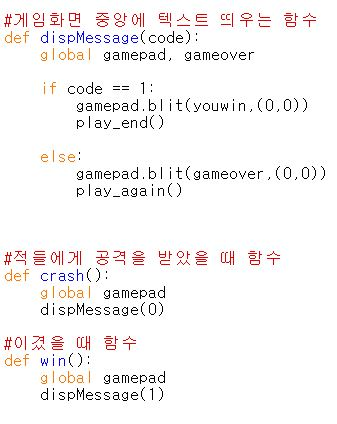 #게임화면 중앙에 텍스트 띄우는 함수
def dispMessage(code):
    global gamepad, gameover
    if code == 1:
        gamepad.blit(youwin,(0,0))
        play_end()
    else:
        gamepad.blit(gameover,(0,0))
        play_again()
#적들에게 공격을 받았을 때 함수
def crash():
    global gamepad
    dispMessage(0)
#이겼을 때 함수
def win():
    global gamepad
    dispMessage(1)